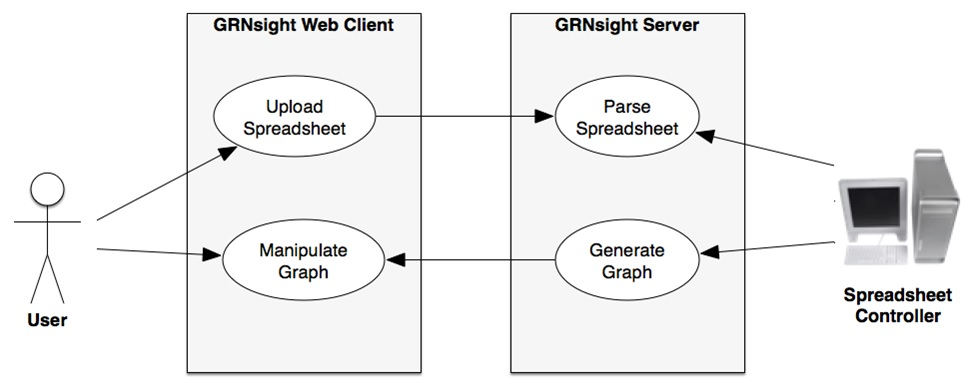 GRNsight Web Client
GRNsight Server
Upload
Spreadsheet
Parse
Spreadsheet
Manipulate
Graph
Generate
Graph
User
Spreadsheet
Controller